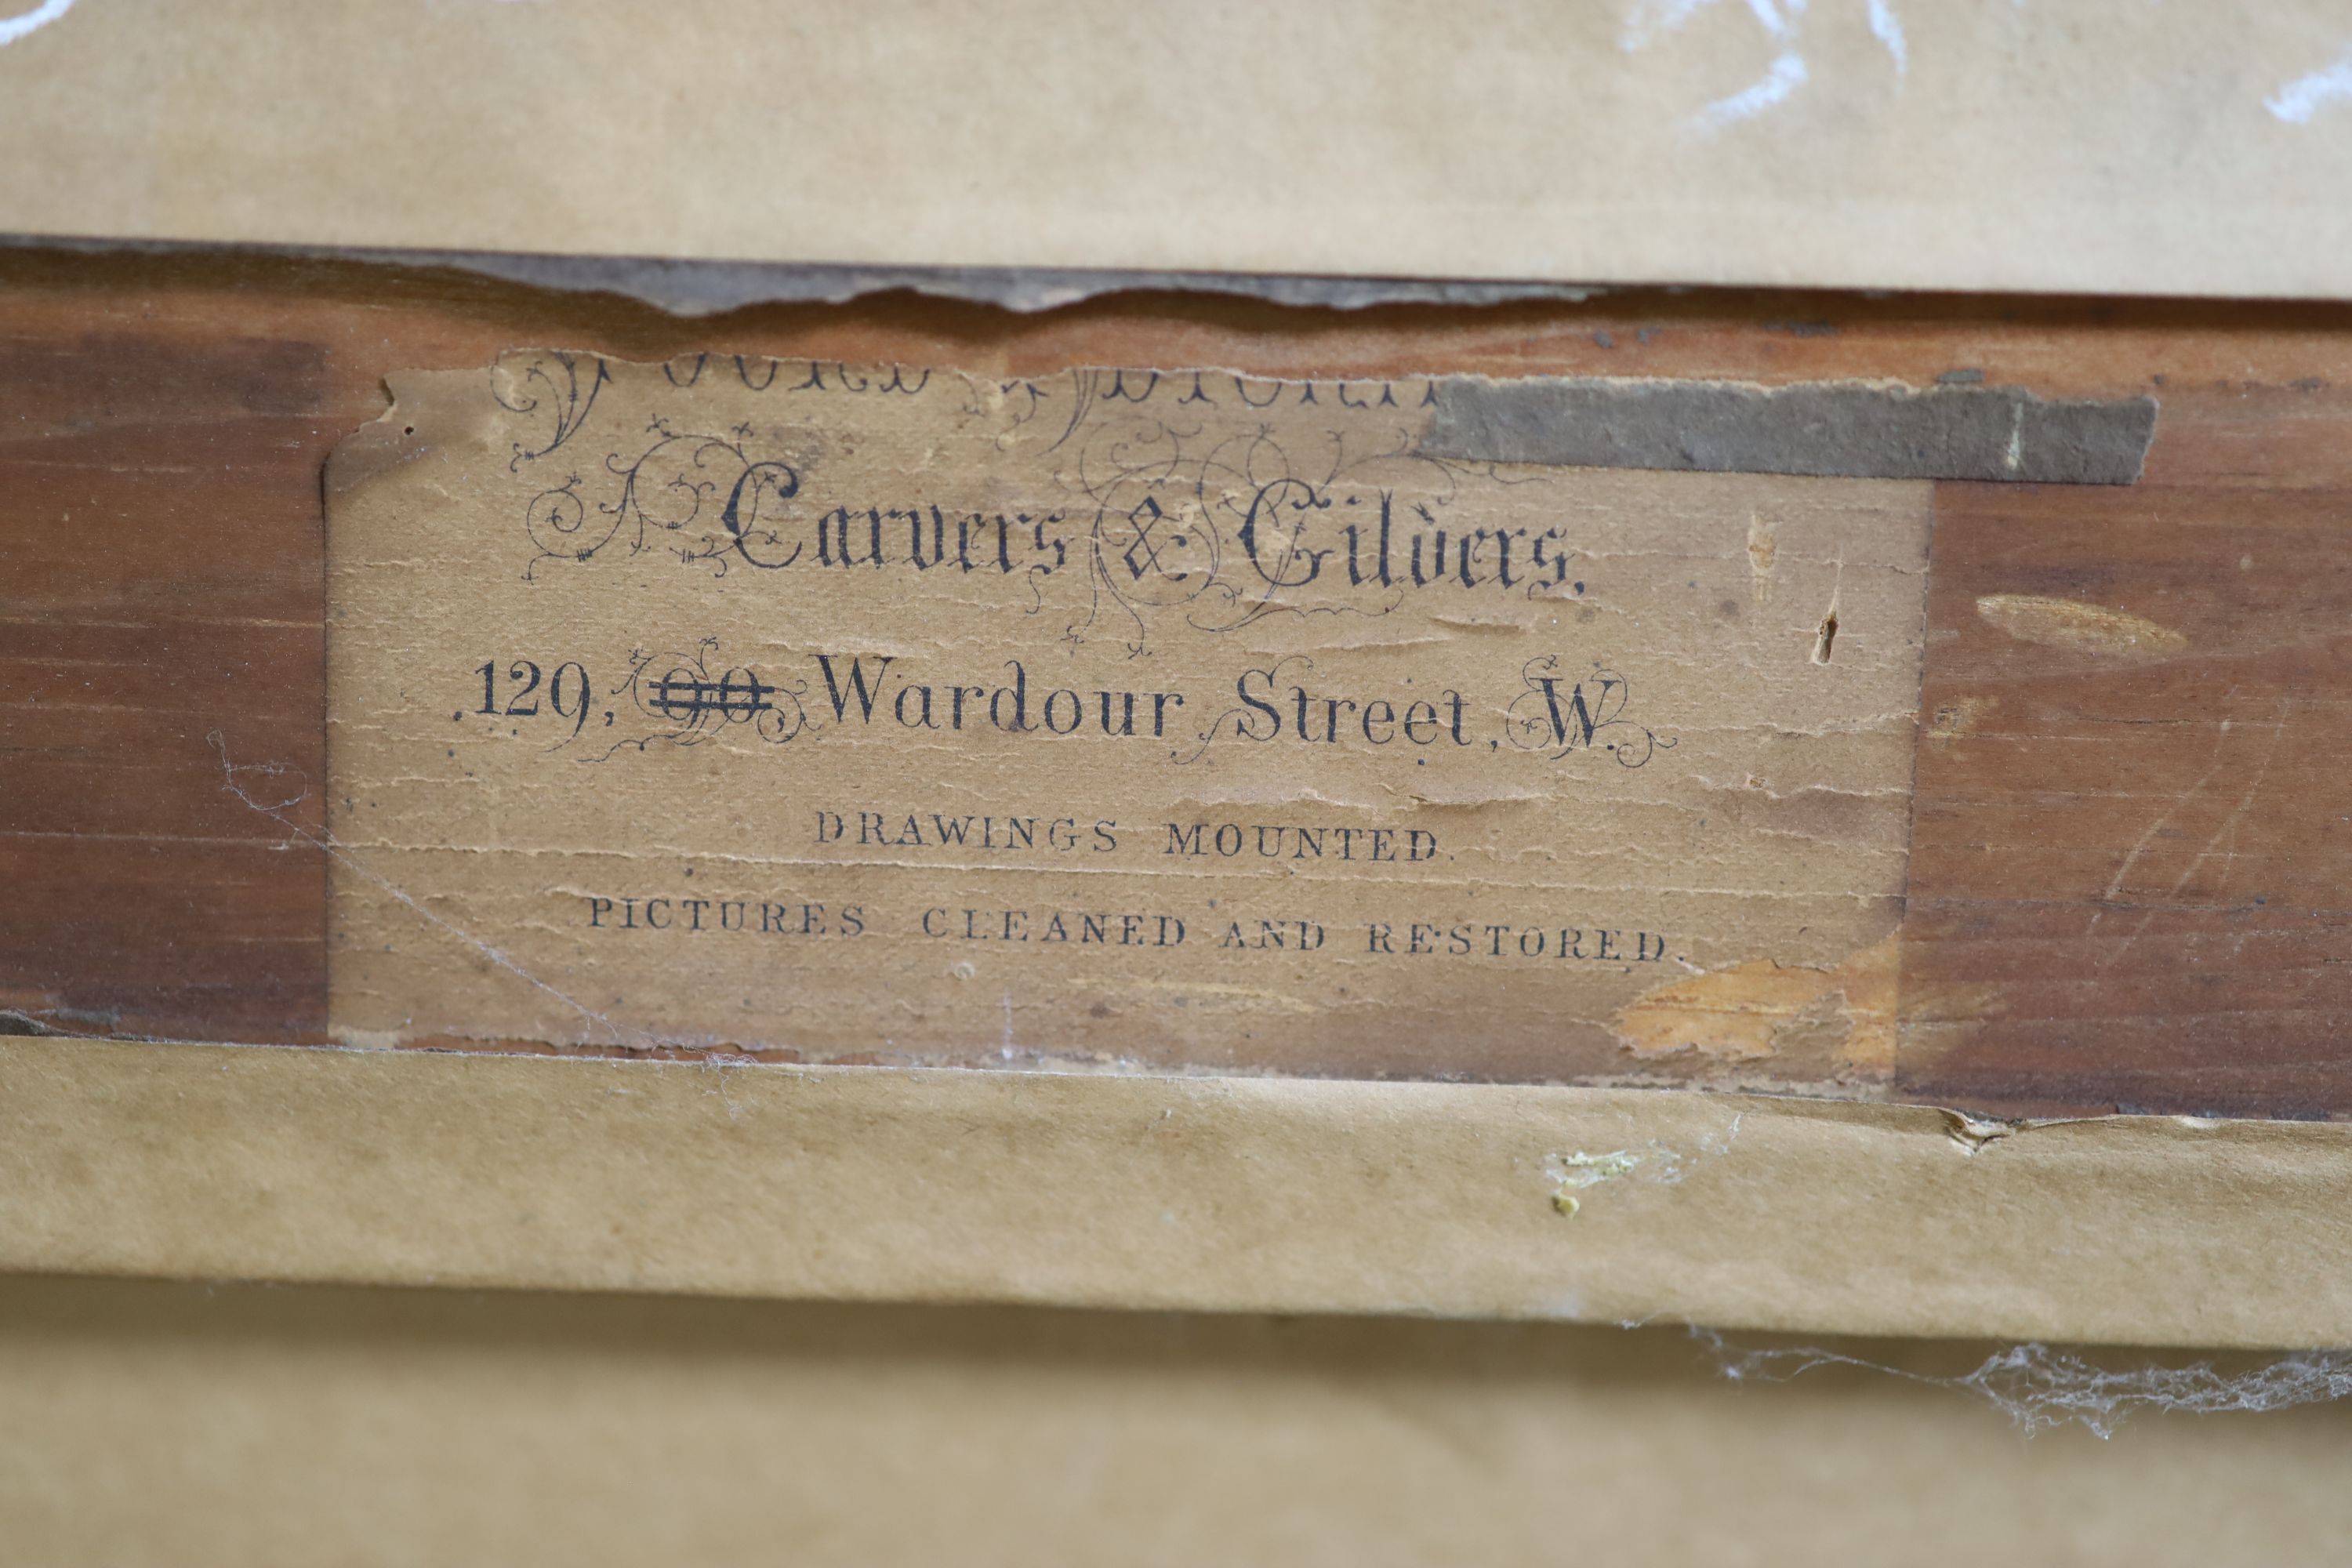 Carvers & Gilders.
129, 90 Wardour Street, W.
DRAWINGS MOUNTED.
PICTURES CLEANED AND RESTORED.